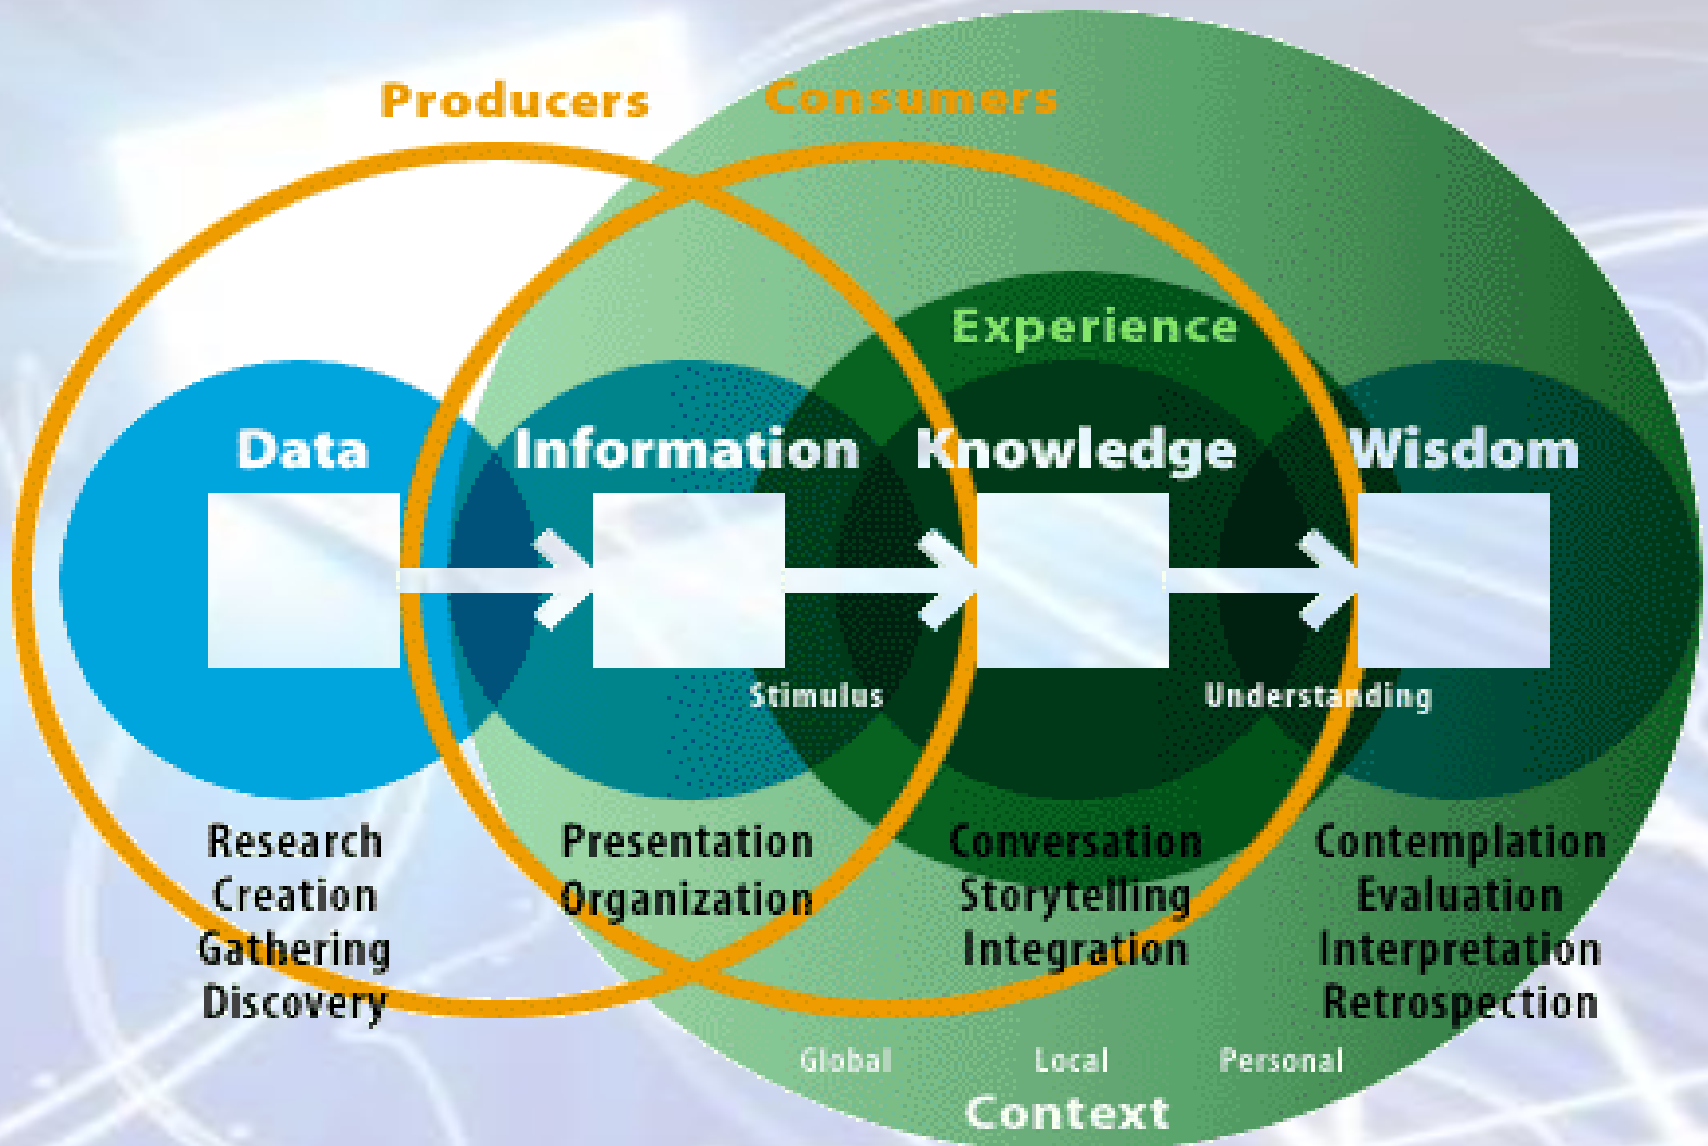 Producers
Consumers
Experience
Data
Information
Knowledge
Wisdom
Stimulus
Understanding
Research
Creation
Gathering
Discovery
Presentation
Organization
Conversation
Storytelling
Integration
Contemplation
Evaluation
Interpretation
Retrospection
Global
Local
Personal
Context